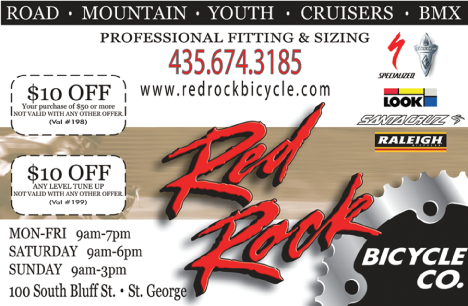 ROAD • MOUNTAIN • YOUTH • CRUISERS • BMX
PROFESSIONAL FITTING & SIZING
435.674.3185
www.redrockbicycle.com
SPECIALIZED
LOOK
SANTACRUZ
RALEIGH
$10 OFF
Your purchase of $50 or more
NOT VALID WITH ANY OTHER OFFER.
(Val #198)
$10 OFF
ANY LEVEL TUNE UP
NOT VALID WITH ANY OTHER OFFER.
(Val #199)
Red
Rock
BICYCLE
CO.
MON-FRI 9am-7pm
SATURDAY 9am-6pm
SUNDAY 9am-3pm
100 South Bluff St. • St. George